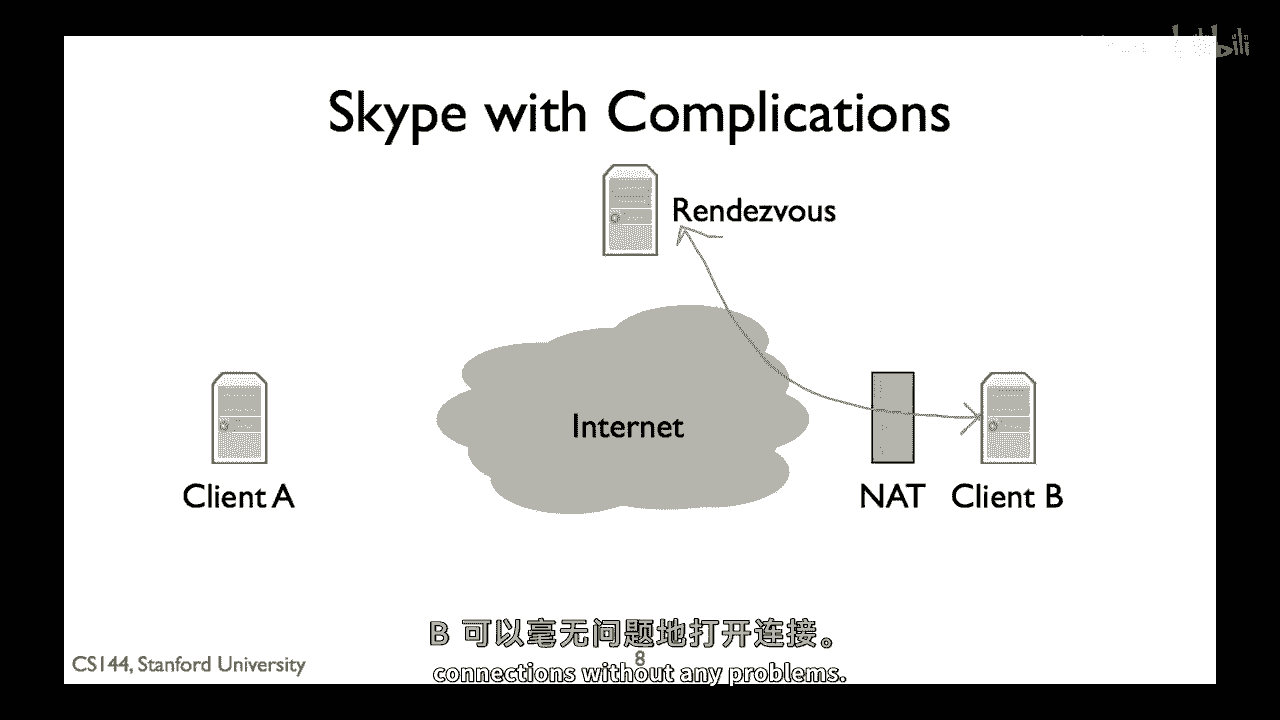 Skype with Complications
Rendezvous
Internet
Client A
NAT
Client B
B 可以毫无问题地打开连接。
CS144, Stanford University
8
connections without any problems.